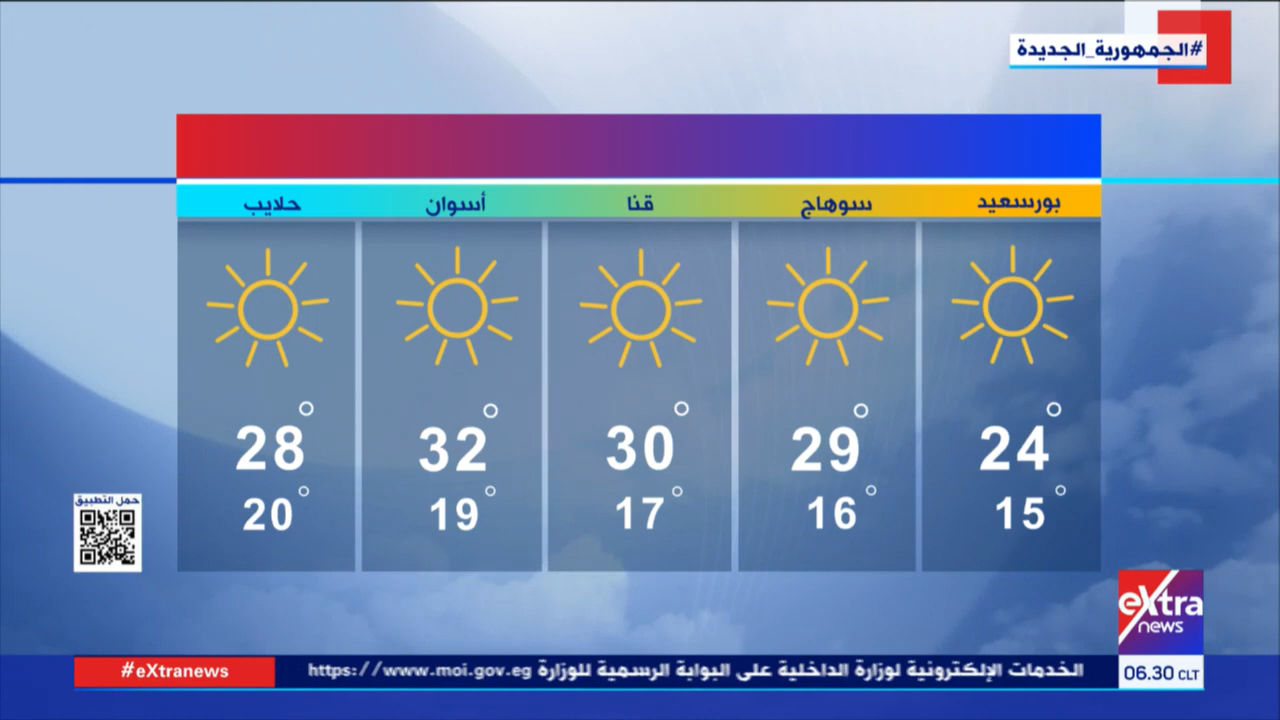 #الجمهورية_الجديدة
بورسعيد سوهاج قنا أسوان حلايب
24° 29° 30° 32° 28°
15° 16° 17° 19° 20°
حمل التطبيق
eXtra
news
#eXtranews
الخدمات الإلكترونية لوزارة الداخلية على البوابة الرسمية للوزارة https://www.moi.gov.eg
06.30 CLT